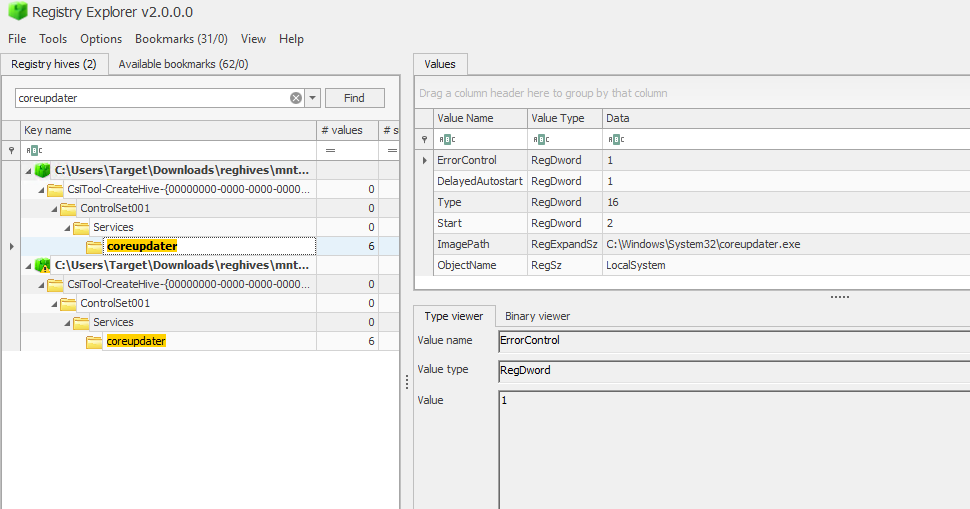 Registry Explorer v2.0.0.0
File Tools Options Bookmarks (31/0) View Help
Registry hives (2) Available bookmarks (62/0)
coreupdater Find
Key name # values # s
C:\Users\Target\Downloads\reghives\mnt...
CsiTool-CreateHive-{00000000-0000-0000-0000... 0
ControlSet001 0
Services 0
coreupdater 6
C:\Users\Target\Downloads\reghives\mnt...
CsiTool-CreateHive-{00000000-0000-0000-0000... 0
ControlSet001 0
Services 0
coreupdater 6
Values
Drag a column header here to group by that column
Value Name Value Type Data
ErrorControl RegDword 1
DelayedAutostart RegDword 1
Type RegDword 16
Start RegDword 2
ImagePath RegExpandSz C:\Windows\System32\coreupdater.exe
ObjectName RegSz LocalSystem
Type viewer Binary viewer
Value name ErrorControl
Value type RegDword
Value 1